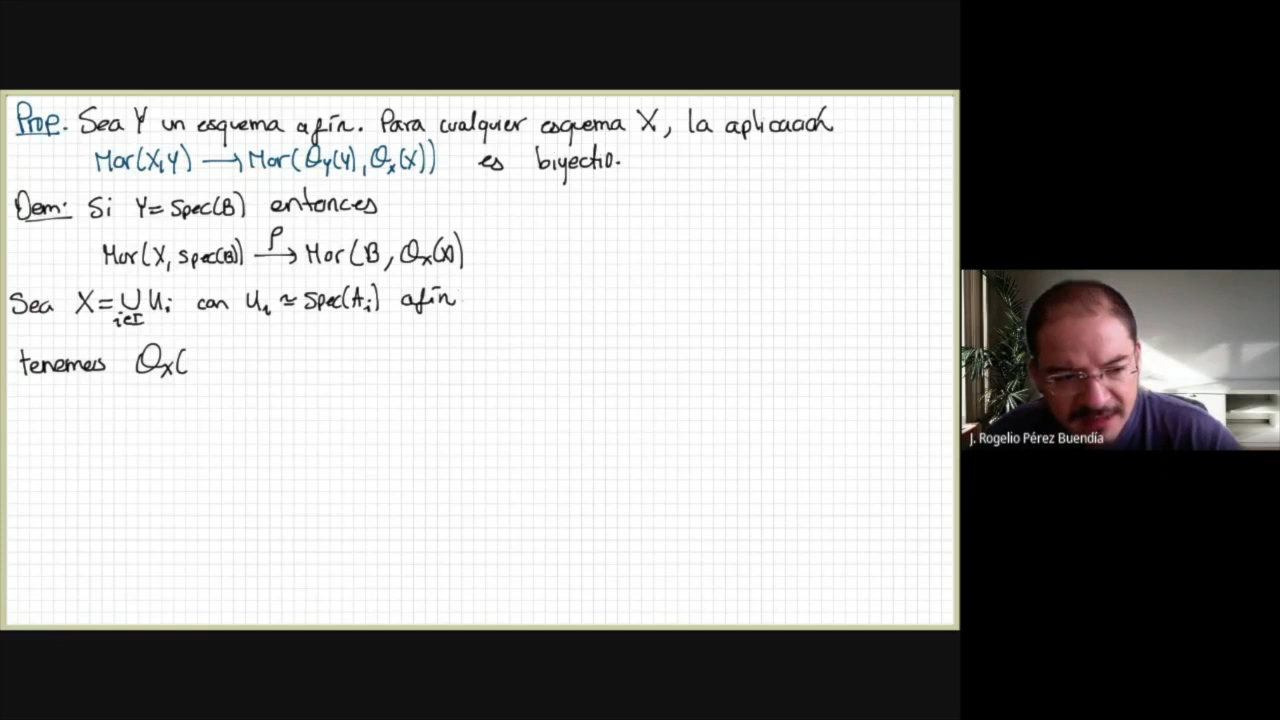 Prop. Sea Y un esquema afín. Para cualquier esquema X, la aplicación
Mor(X,Y) → Mor(O_Y(Y), O_X(X)) es biyectio.
Dem: Si Y = Spec(B) entonces
Mor(X, Spec(B)) →^ρ Mor(B, O_X(X)
Sea X = ∪_{i∈I} U_i con U_i ≃ Spec(A_i) afín
tenemos O_X(
J. Rogelio Pérez Buendía